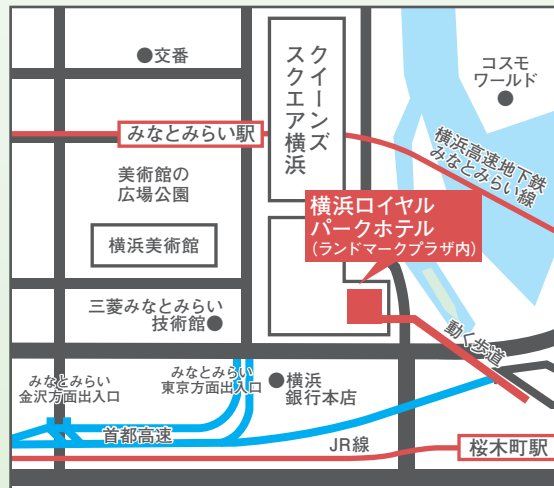 交番
クイーンズ
スクエア横浜
コスモ
ワールド
みなとみらい駅
横浜高速地下鉄
みなとみらい線
美術館の
広場公園
横浜ロイヤル
パークホテル
(ランドマークプラザ内)
横浜美術館
三菱みなとみらい
技術館
動く歩道
みなとみらい
金沢方面出入口
みなとみらい
東京方面出入口
横浜
銀行本店
首都高速
JR線
桜木町駅